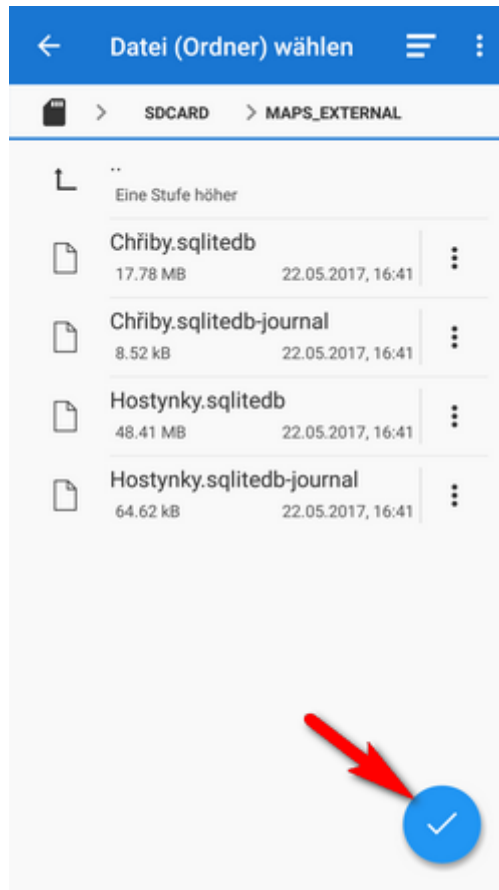 Datei (Ordner) wählen
SDCARD > MAPS_EXTERNAL
..
Eine Stufe höher
Chřiby.sqlitedb
17.78 MB 22.05.2017, 16:41
Chřiby.sqlitedb-journal
8.52 kB 22.05.2017, 16:41
Hostynky.sqlitedb
48.41 MB 22.05.2017, 16:41
Hostynky.sqlitedb-journal
64.62 kB 22.05.2017, 16:41